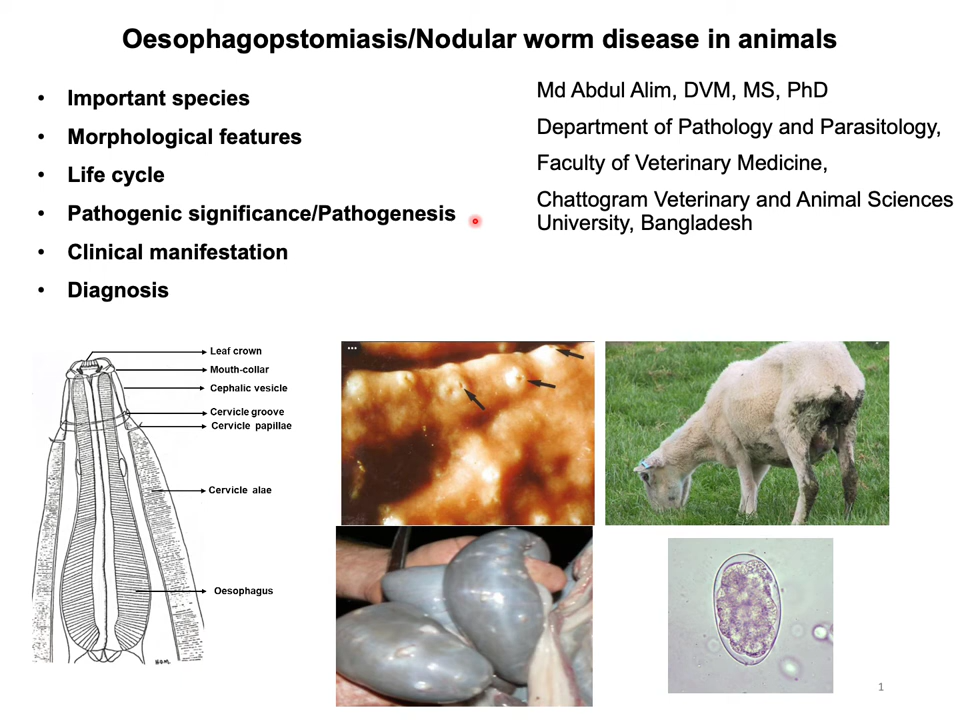 Oesophagopstomiasis/Nodular worm disease in animals
• Important species
• Morphological features
• Life cycle
• Pathogenic significance/Pathogenesis
• Clinical manifestation
• Diagnosis
Md Abdul Alim, DVM, MS, PhD
Department of Pathology and Parasitology,
Faculty of Veterinary Medicine,
Chattogram Veterinary and Animal Sciences
University, Bangladesh
Leaf crown
Mouth-collar
Cephalic vesicle
Cervicle groove
Cervicle papillae
Cervicle alae
Oesophagus
1